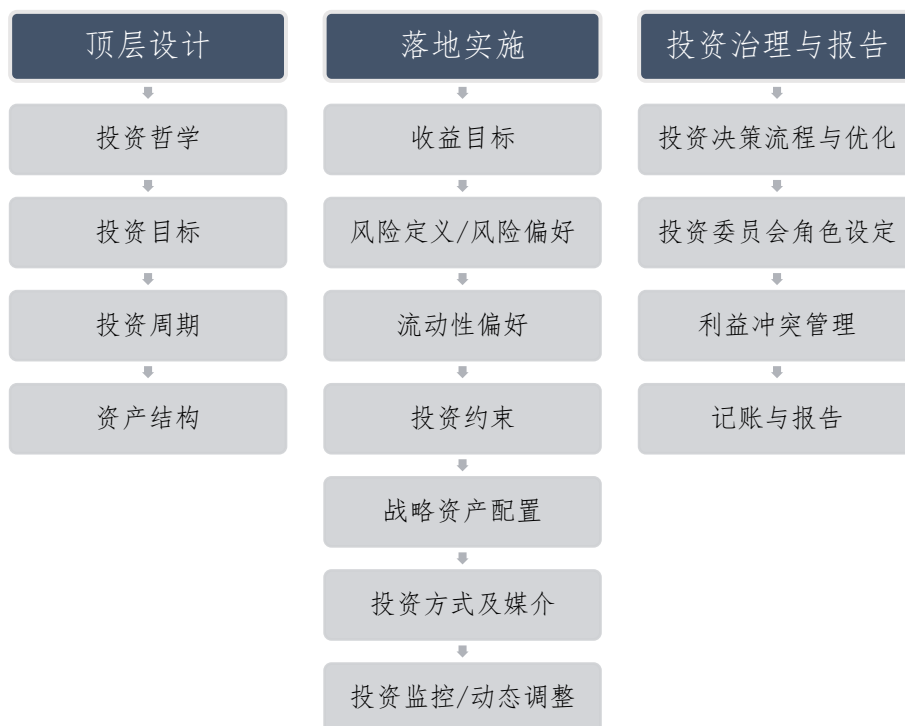 顶层设计
投资哲学
投资目标
投资周期
资产结构
落地实施
收益目标
风险定义/风险偏好
流动性偏好
投资约束
战略资产配置
投资方式及媒介
投资监控/动态调整
投资治理与报告
投资决策流程与优化
投资委员会角色设定
利益冲突管理
记账与报告